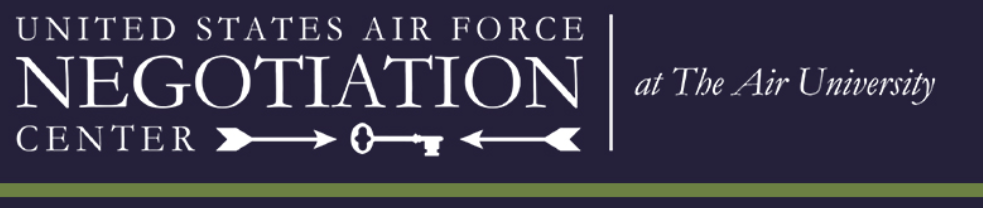 UNITED STATES AIR FORCE
NEGOTIATION
CENTER
at The Air University